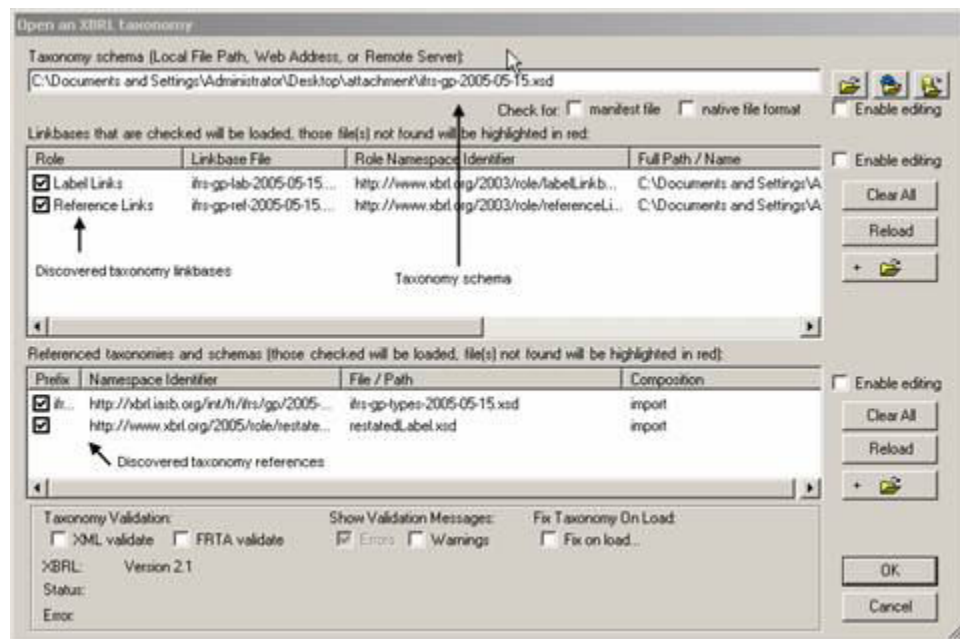 Open an XBRL taxonomy
Taxonomy schema (Local File Path, Web Address, or Remote Server):
C:\Documents and Settings\Administrator\Desktop\attachment\ifrs-gp-2005-05-15.xsd
Check for: manifest file native file format Enable editing
Linkbases that are checked will be loaded, those file(s) not found will be highlighted in red:
Role Linkbase File Role Namespace Identifier Full Path / Name Enable editing
Label Links ifrs-gp-lab-2005-05-15.... http://www.xbrl.org/2003/role/labelLinkb... C:\Documents and Settings\A
Reference Links ifrs-gp-ref-2005-05-15.... http://www.xbrl.org/2003/role/referenceLi... C:\Documents and Settings\A
Clear All
Reload
+
Discovered taxonomy linkbases
Taxonomy schema
Referenced taxonomies and schemas (those checked will be loaded, file(s) not found will be highlighted in red):
Prefix Namespace Identifier File / Path Composition Enable editing
ifr... http://xbrl.iasb.org/int/fr/ifrs/gp/2005-... ifrs-gp-types-2005-05-15.xsd import
http://www.xbrl.org/2005/role/restate... restatedLabel.xsd import
Clear All
Reload
+
Discovered taxonomy references
Taxonomy Validation: Show Validation Messages: Fix Taxonomy On Load:
XML validate FRTA validate Errors Warnings Fix on load...
XBRL: Version 2.1
Status:
Error:
OK
Cancel